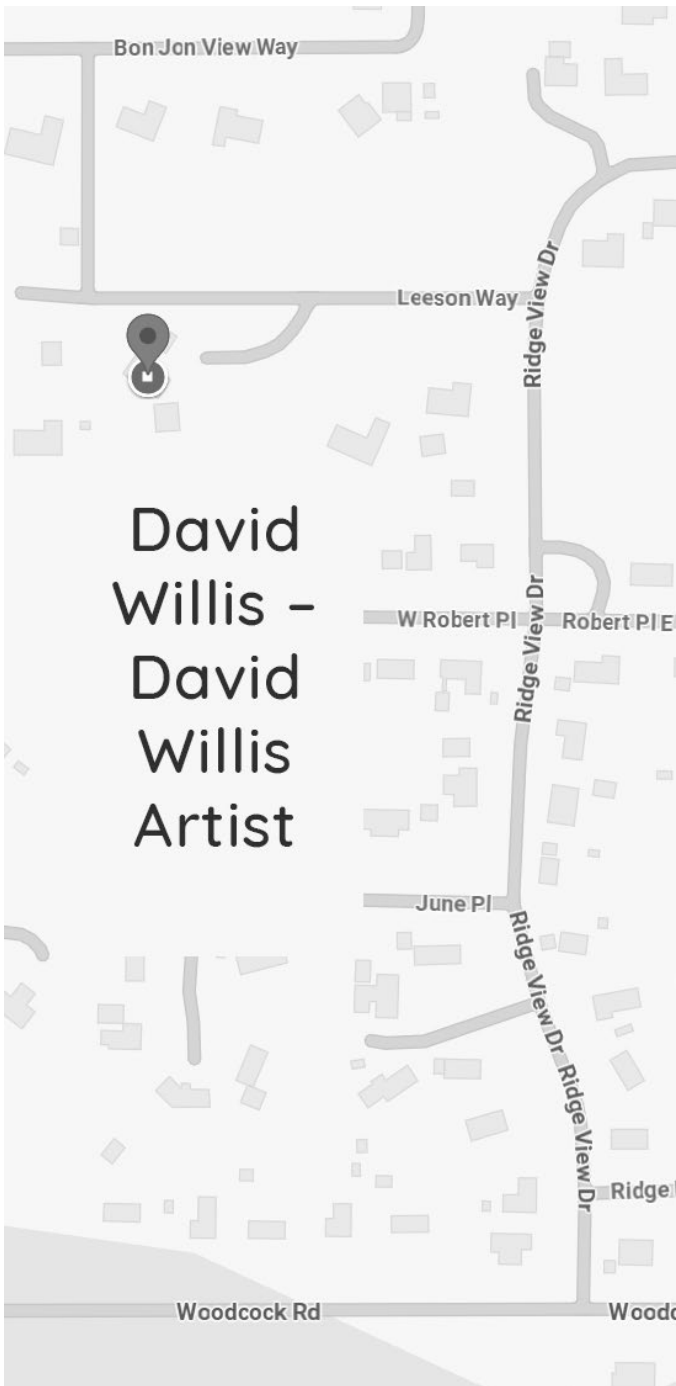 Bon Jon View Way
Leeson Way
Ridge View Dr
David
Willis –
David
Willis
Artist
W Robert Pl
Robert Pl E
Ridge View Dr
June Pl
Ridge View Dr
Ridge View Dr
Ridge
Woodcock Rd
Woodc